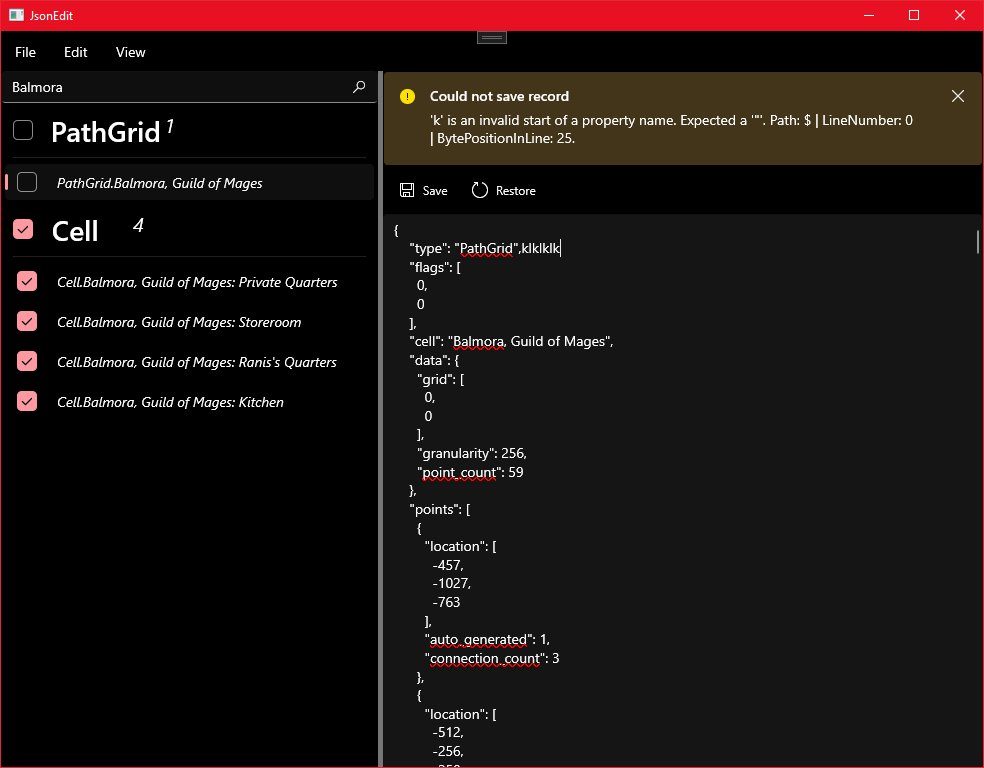 JsonEdit
File Edit View
Balmora
PathGrid 1
PathGrid.Balmora, Guild of Mages
Cell 4
Cell.Balmora, Guild of Mages: Private Quarters
Cell.Balmora, Guild of Mages: Storeroom
Cell.Balmora, Guild of Mages: Ranis's Quarters
Cell.Balmora, Guild of Mages: Kitchen
Could not save record
'k' is an invalid start of a property name. Expected a '"'. Path: $ | LineNumber: 0
| BytePositionInLine: 25.
Save Restore
{
"type": "PathGrid",klklklk
"flags": [
0,
0
],
"cell": "Balmora, Guild of Mages",
"data": {
"grid": [
0,
0
],
"granularity": 256,
"point_count": 59
},
"points": [
{
"location": [
-457,
-1027,
-763
],
"auto_generated": 1,
"connection_count": 3
},
{
"location": [
-512,
-256,